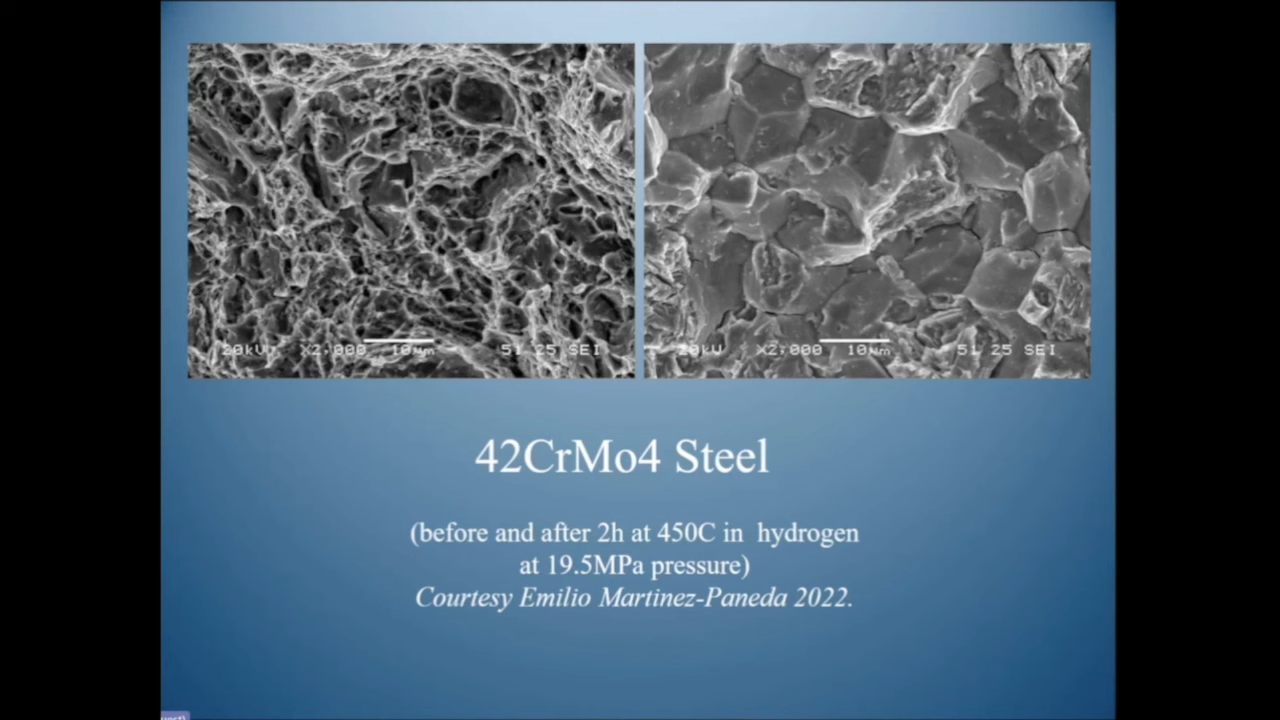 20kV X2,000 10µm 51 25 SEI
20kV X2,000 10µm 51 25 SEI
42CrMo4 Steel
(before and after 2h at 450C in hydrogen
at 19.5MPa pressure)
Courtesy Emilio Martinez-Paneda 2022.